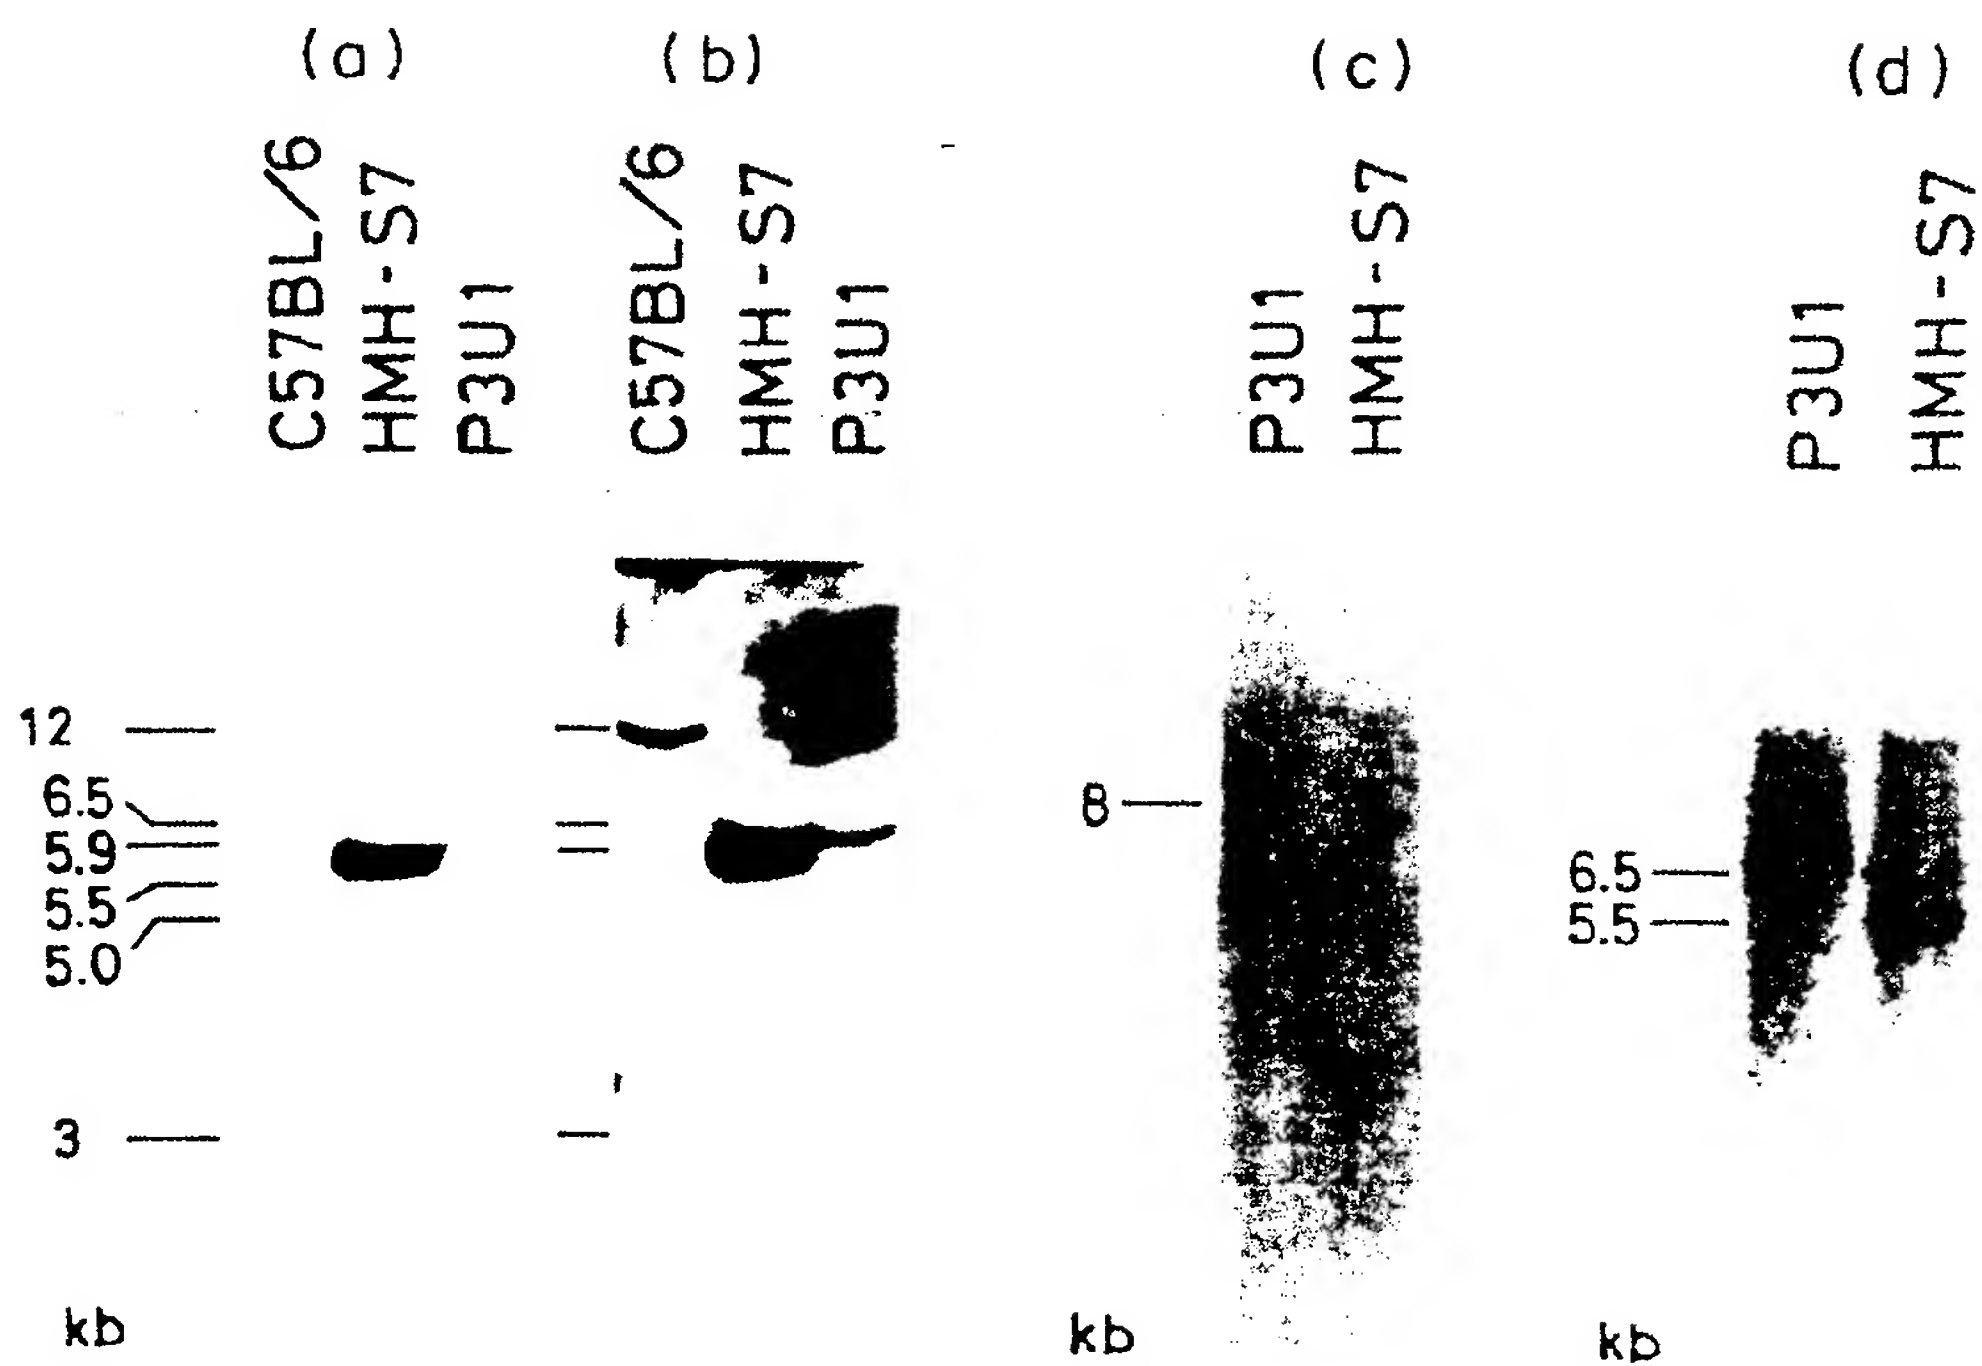 (a) (b) (c) (d)
C57BL/6
HMH-S7
P3U1
C57BL/6
HMH-S7
P3U1
P3U1
HMH-S7
P3U1
HMH-S7
12
6.5
5.9
5.5
5.0
3
kb
8
kb
6.5
5.5
kb